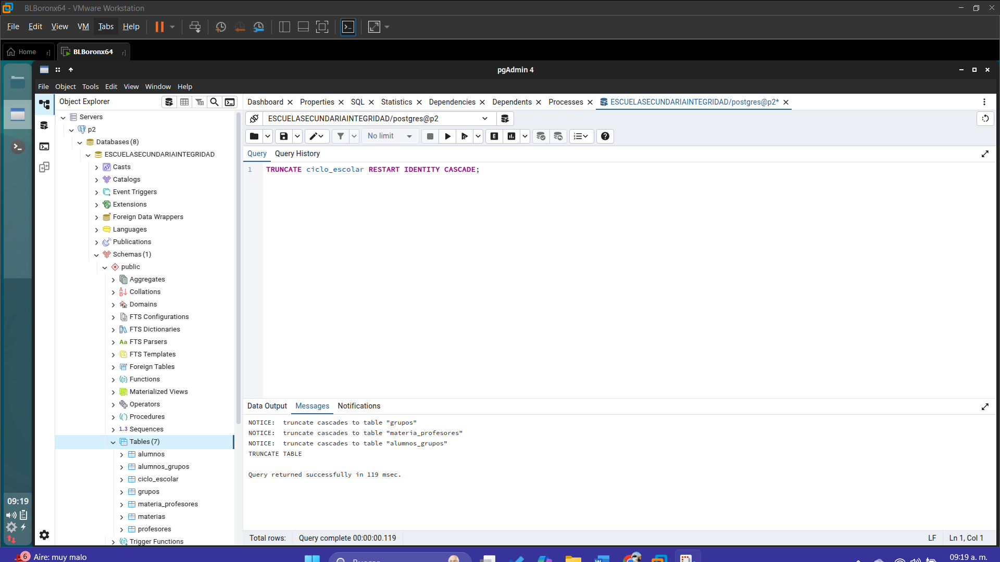 BLBoronx64 - VMware Workstation
File Edit View VM Tabs Help
Home
BLBoronx64
pgAdmin 4
File Object Tools Edit View Window Help
Object Explorer
Dashboard Properties SQL Statistics Dependencies Dependents Processes ESCUELASECUNDARIAINTEGRIDAD/postgres@p2*
Servers
p2
Databases (8)
ESCUELASECUNDARIAINTEGRIDAD
Casts
Catalogs
Event Triggers
Extensions
Foreign Data Wrappers
Languages
Publications
Schemas (1)
public
Aggregates
Collations
Domains
FTS Configurations
FTS Dictionaries
Aa FTS Parsers
FTS Templates
Foreign Tables
Functions
Materialized Views
Operators
Procedures
1..3 Sequences
Tables (7)
alumnos
alumnos_grupos
ciclo_escolar
grupos
materia_profesores
materias
profesores
Trigger Functions
ESCUELASECUNDARIAINTEGRIDAD/postgres@p2
No limit
E
Query Query History
1 TRUNCATE ciclo_escolar RESTART IDENTITY CASCADE;
Data Output Messages Notifications
NOTICE: truncate cascades to table "grupos"
NOTICE: truncate cascades to table "materia_profesores"
NOTICE: truncate cascades to table "alumnos_grupos"
TRUNCATE TABLE
Query returned successfully in 119 msec.
Total rows: Query complete 00:00:00.119 LF Ln 1, Col 1
09:19
6 Aire: muy malo
09:19 a. m.